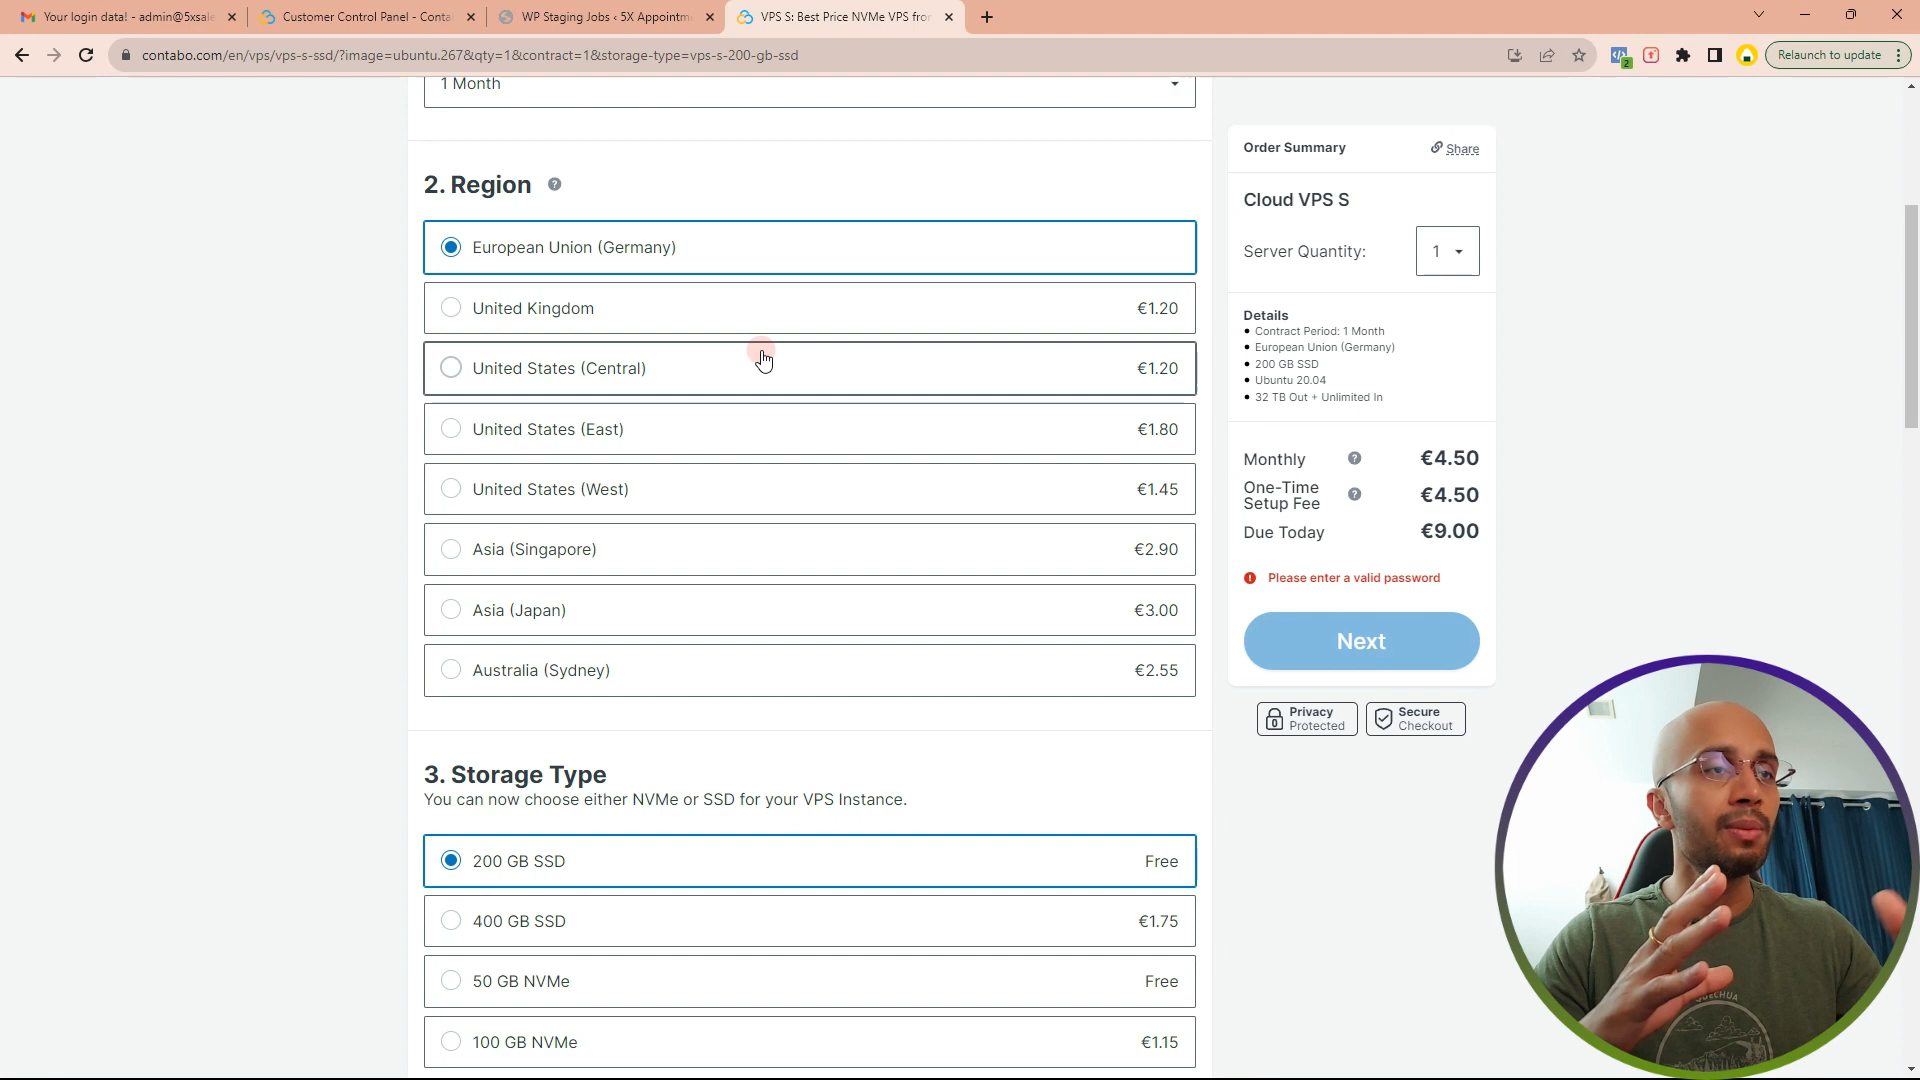 Your login data! - admin@5xsale
Customer Control Panel - Conta
WP Staging Jobs ‹ 5X Appointm
VPS S: Best Price NVMe VPS fro
contabo.com/en/vps/vps-s-ssd/?image=ubuntu.267&qty=1&contract=1&storage-type=vps-s-200-gb-ssd
2
Relaunch to update
1 Month
2. Region
European Union (Germany)
United Kingdom €1.20
United States (Central) €1.20
United States (East) €1.80
United States (West) €1.45
Asia (Singapore) €2.90
Asia (Japan) €3.00
Australia (Sydney) €2.55
3. Storage Type
You can now choose either NVMe or SSD for your VPS Instance.
200 GB SSD Free
400 GB SSD €1.75
50 GB NVMe Free
100 GB NVMe €1.15
Order Summary Share
Cloud VPS S
Server Quantity: 1
Details
• Contract Period: 1 Month
• European Union (Germany)
• 200 GB SSD
• Ubuntu 20.04
• 32 TB Out + Unlimited In
Monthly €4.50
One-Time
Setup Fee €4.50
Due Today €9.00
Please enter a valid password
Next
Privacy
Protected
Secure
Checkout